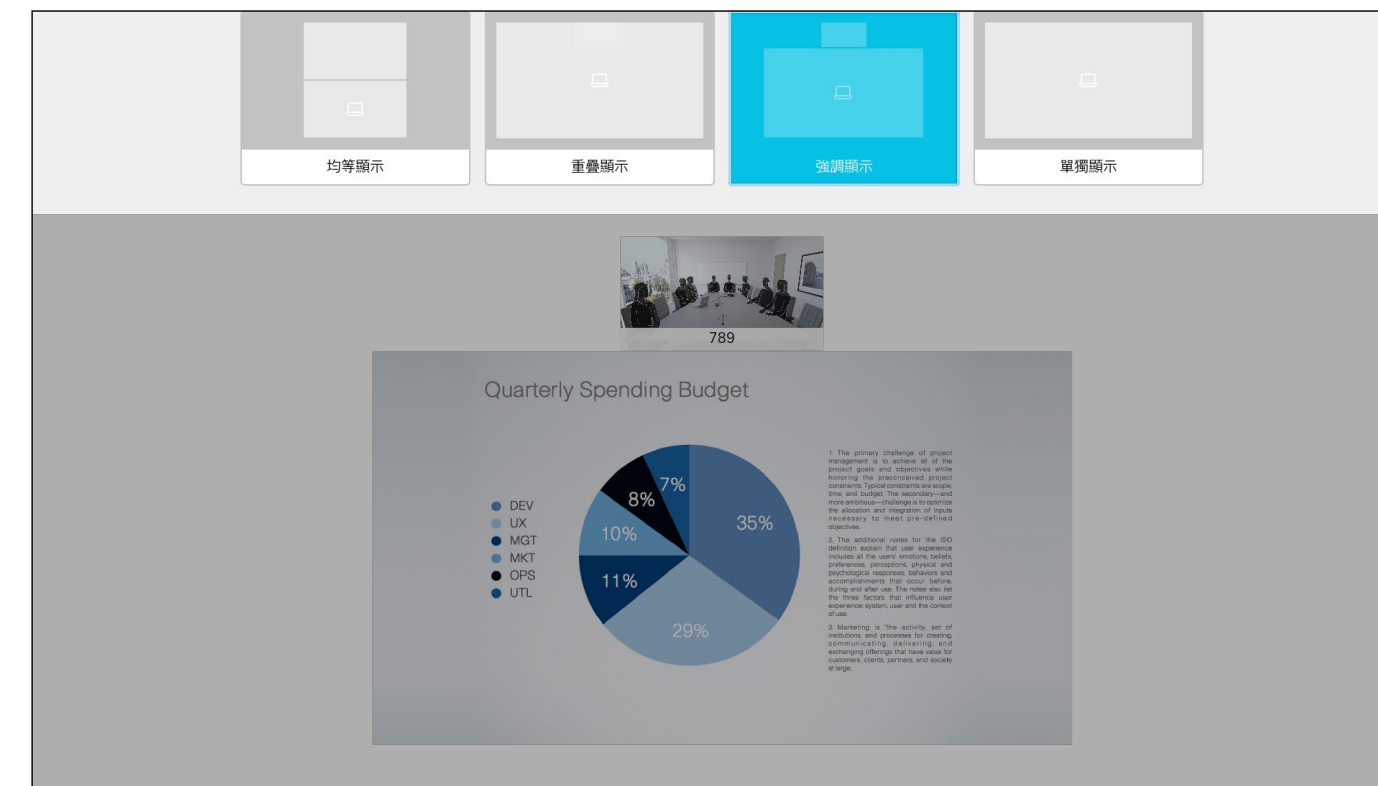 均等顯示
重疊顯示
強調顯示
單獨顯示
789
Quarterly Spending Budget
DEV
UX
MGT
MKT
OPS
UTL
7%
8%
35%
10%
11%
29%
1. The primary challenge of project
management is to achieve all of the
project goals and objectives while
honoring the preconceived project
constraints. Typical constraints are scope,
time, and budget. The secondary—and
more ambitious—challenge is to optimize
the allocation and integration of inputs
necessary to meet pre-defined
objectives.
2. The additional notes for the ISO
definition explain that user experience
includes all the users' emotions, beliefs,
preferences, perceptions, physical and
psychological responses, behaviors and
accomplishments that occur before,
during and after use. The notes also list
the three factors that influence user
experience: system, user and the context
of use.
3. Marketing is "the activity, set of
institutions, and processes for creating,
communicating, delivering, and
exchanging offerings that have value for
customers, clients, partners, and society
at large.